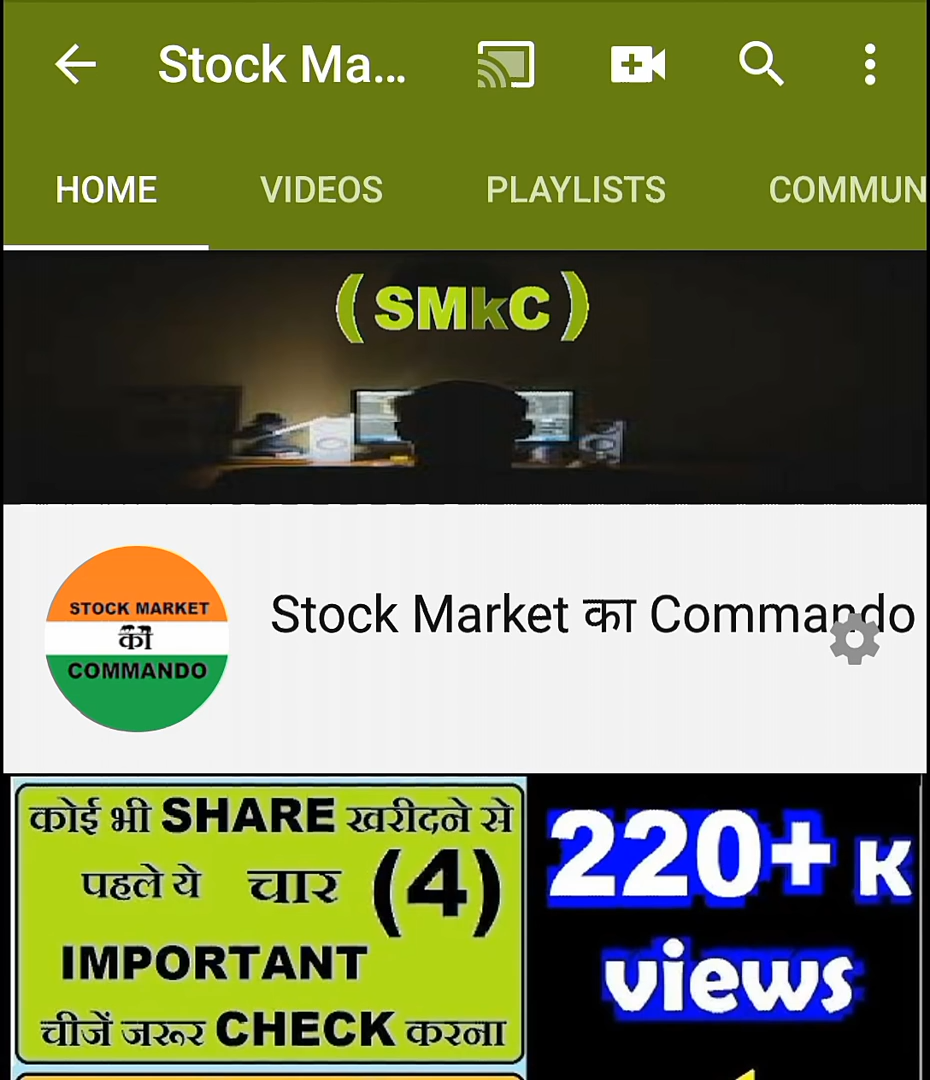 Stock Ma...
HOME VIDEOS PLAYLISTS COMMUN
(SMkC)
STOCK MARKET
का
COMMANDO
Stock Market का Commando
कोई भी SHARE खरीदने से
पहले ये चार (4)
IMPORTANT
चीजें जरूर CHECK करना
220+ K
views